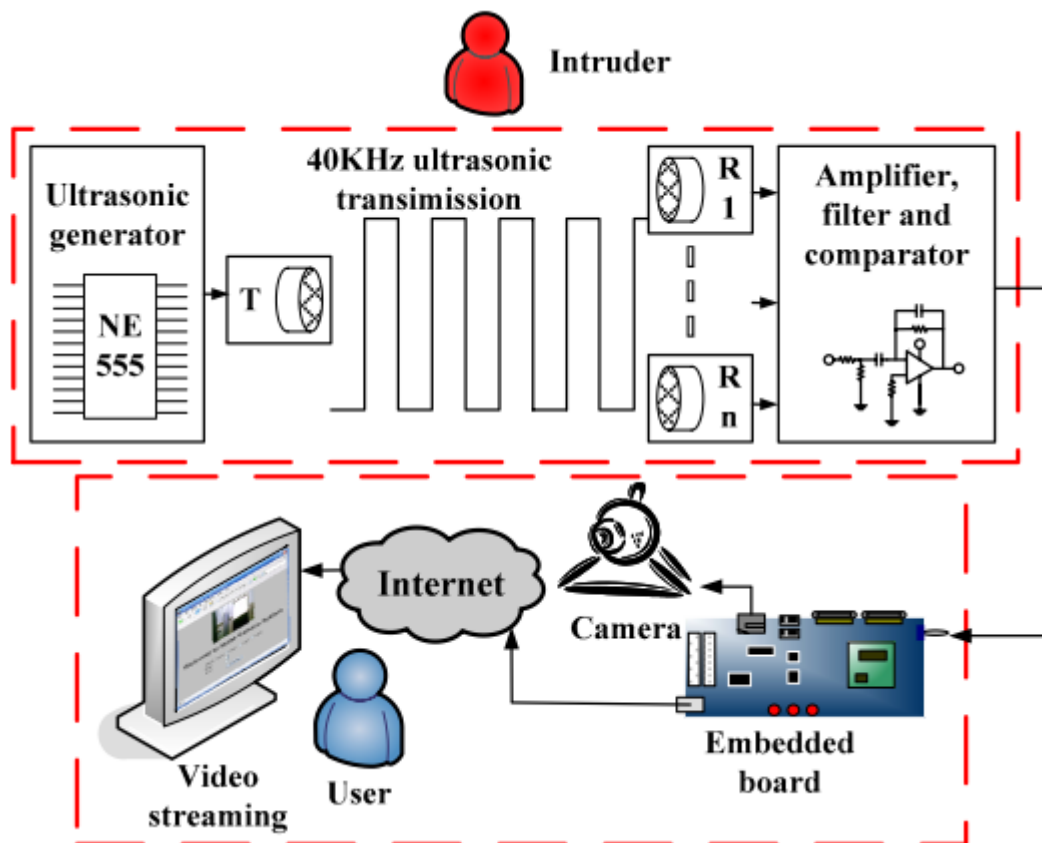 Intruder
Ultrasonic
generator
NE
555
T
40KHz ultrasonic
transimission
R
1
R
n
Amplifier,
filter and
comparator
Internet
Camera
Embedded
board
User
Video
streaming